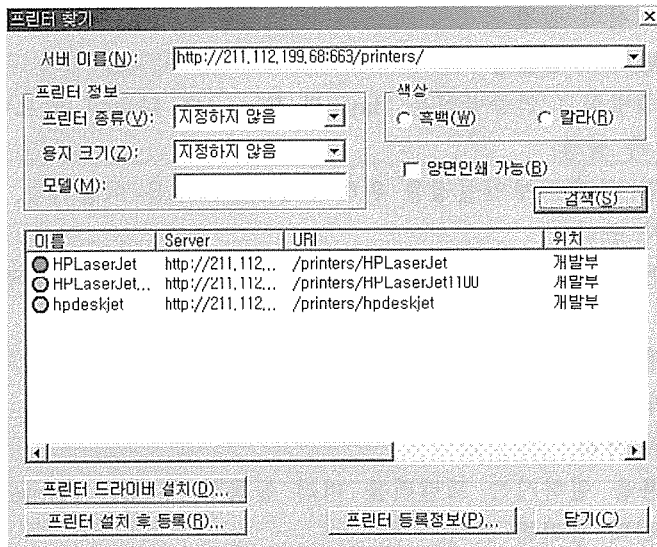 프린터 찾기
서버 이름(N): http://211,112,199,68:663/printers/
프린터 정보
색상
프린터 종류(V): 지정하지 않음
흑백(W) 칼라(R)
용지 크기(Z): 지정하지 않음
양면인쇄 가능(B)
모델(M):
검색(S)
이름 Server URI 위치
HPLaserJet http://211,112,,, /printers/HPLaserJet 개발부
HPLaserJet,,, http://211,112,,, /printers/HPLaserJet1100 개발부
hpdeskjet http://211,112,,, /printers/hpdeskjet 개발부
프린터 드라이버 설치(D),,,
프린터 설치 후 등록(R),,, 프린터 등록정보(P),,, 닫기(C)